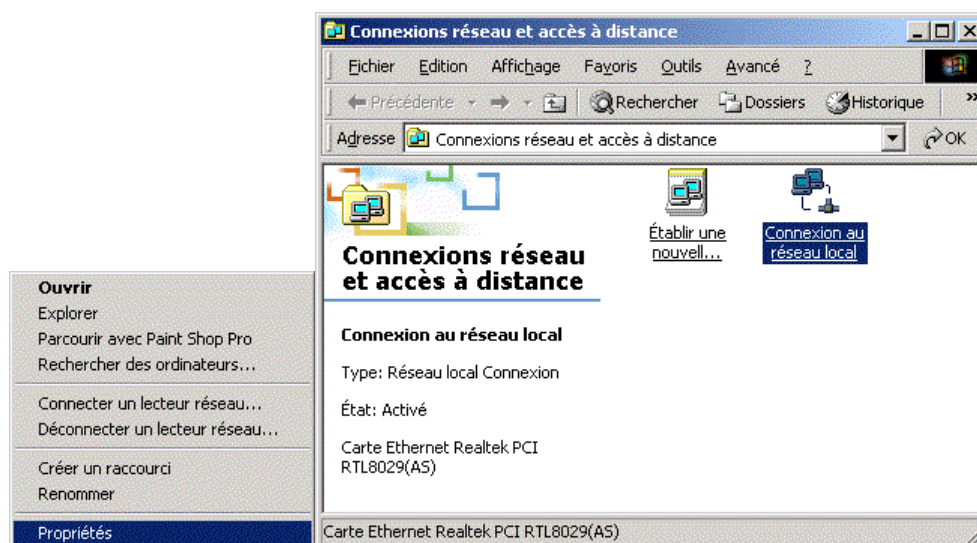 Connexions réseau et accès à distance
Fichier Edition Affichage Favoris Outils Avancé ?
Précédente Rechercher Dossiers Historique »
Adresse Connexions réseau et accès à distance OK
Établir une
nouvell...
Connexion au
réseau local
Connexions réseau
et accès à distance
Connexion au réseau local
Type: Réseau local Connexion
État: Activé
Carte Ethernet Realtek PCI
RTL8029(AS)
Carte Ethernet Realtek PCI RTL8029(AS)
Ouvrir
Explorer
Parcourir avec Paint Shop Pro
Rechercher des ordinateurs...
Connecter un lecteur réseau...
Déconnecter un lecteur réseau...
Créer un raccourci
Renommer
Propriétés